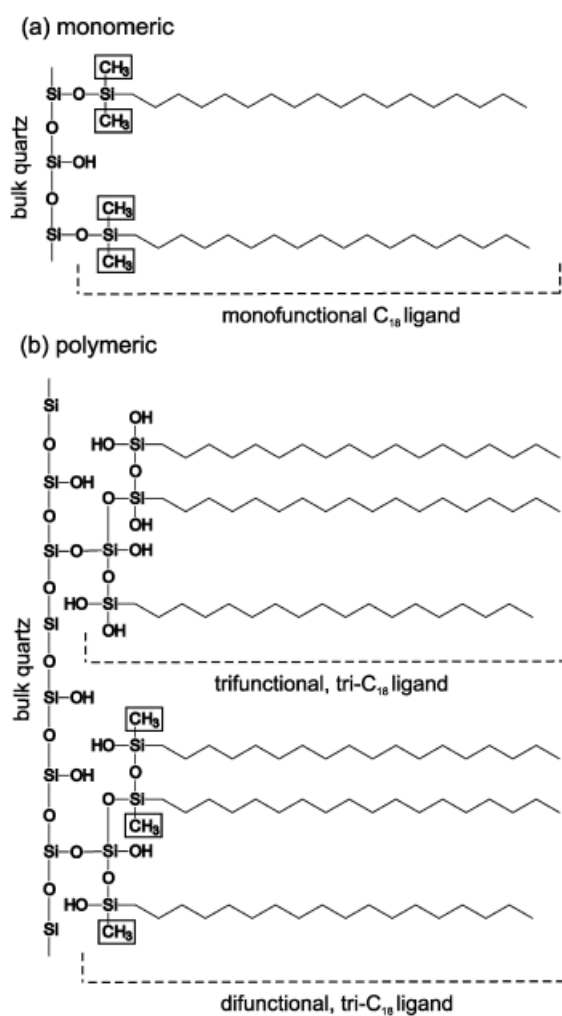 (a) monomeric
CH3
Si O Si
CH3
O
Si OH
O
CH3
Si O Si
CH3
bulk quartz
monofunctional C18 ligand
(b) polymeric
Si
OH
HO Si
O
O
Si OH
O Si
OH
O
Si O Si OH
O
O
HO Si
Si
OH
O
trifunctional, tri-C18 ligand
bulk quartz
Si OH
CH3
HO Si
O
O
Si OH
O Si
CH3
O
Si O Si OH
O
O
HO Si
Si
CH3
difunctional, tri-C18 ligand